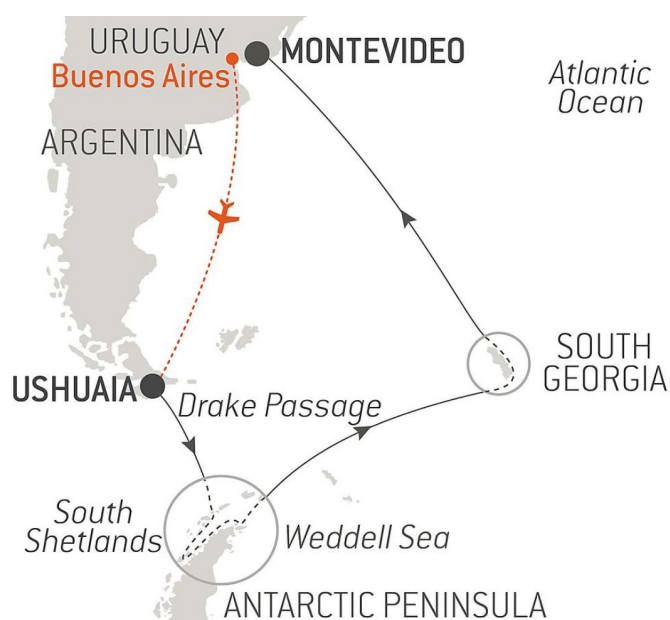 URUGUAY
MONTEVIDEO
Buenos Aires
Atlantic
Ocean
ARGENTINA
SOUTH
GEORGIA
USHUAIA
Drake Passage
South
Shetlands
Weddell Sea
ANTARCTIC PENINSULA